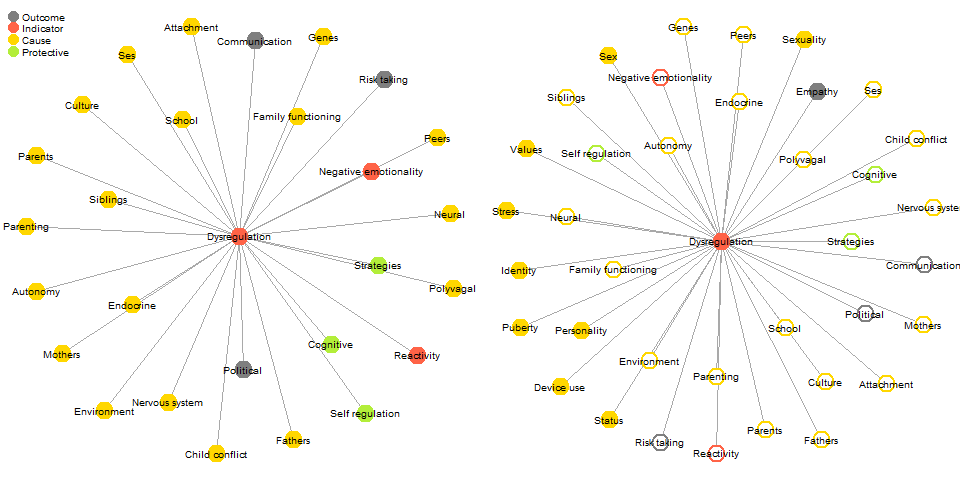 Outcome
Indicator
Cause
Protective
Attachment
Communication
Genes
Ses
Risk taking
Culture
School
Family functioning
Peers
Parents
Negative emotionality
Siblings
Neural
Parenting
Dysregulation
Strategies
Autonomy
Polyvagal
Endocrine
Mothers
Cognitive
Reactivity
Political
Environment
Nervous system
Self regulation
Fathers
Child conflict
Genes
Peers
Sexuality
Sex
Negative emotionality
Siblings
Endocrine
Empathy
Ses
Values
Self regulation
Autonomy
Child conflict
Polyvagal
Cognitive
Stress
Neural
Nervous syste
Dysregulation
Strategies
Identity
Family functioning
Communication
Puberty
Personality
School
Political
Mothers
Environment
Device use
Parenting
Culture
Attachment
Status
Parents
Risk taking
Fathers
Reactivity